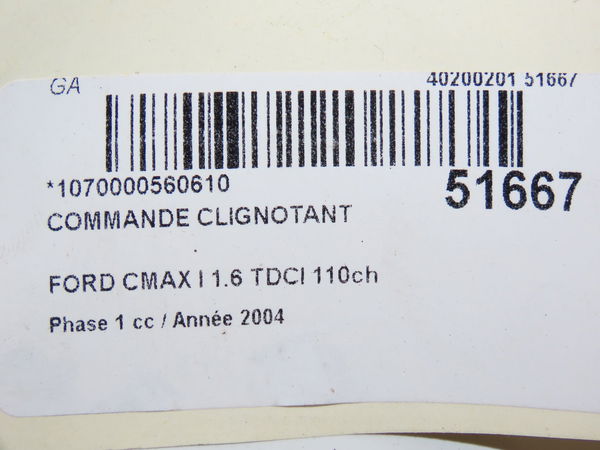 GA 40200201 51667
*1070000560610 51667
COMMANDE CLIGNOTANT
FORD CMAX I 1.6 TDCI 110ch
Phase 1 cc / Année 2004